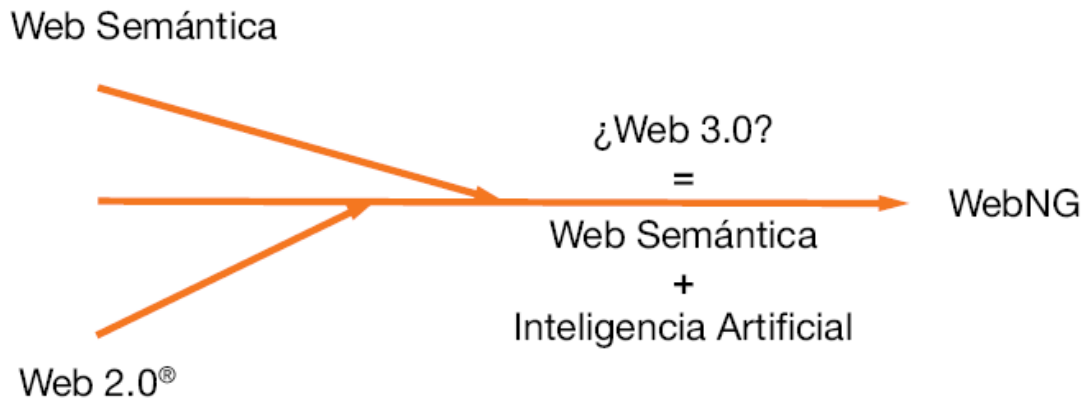 Web Semántica
¿Web 3.0?
=
WebNG
Web Semántica
+
Inteligencia Artificial
Web 2.0®